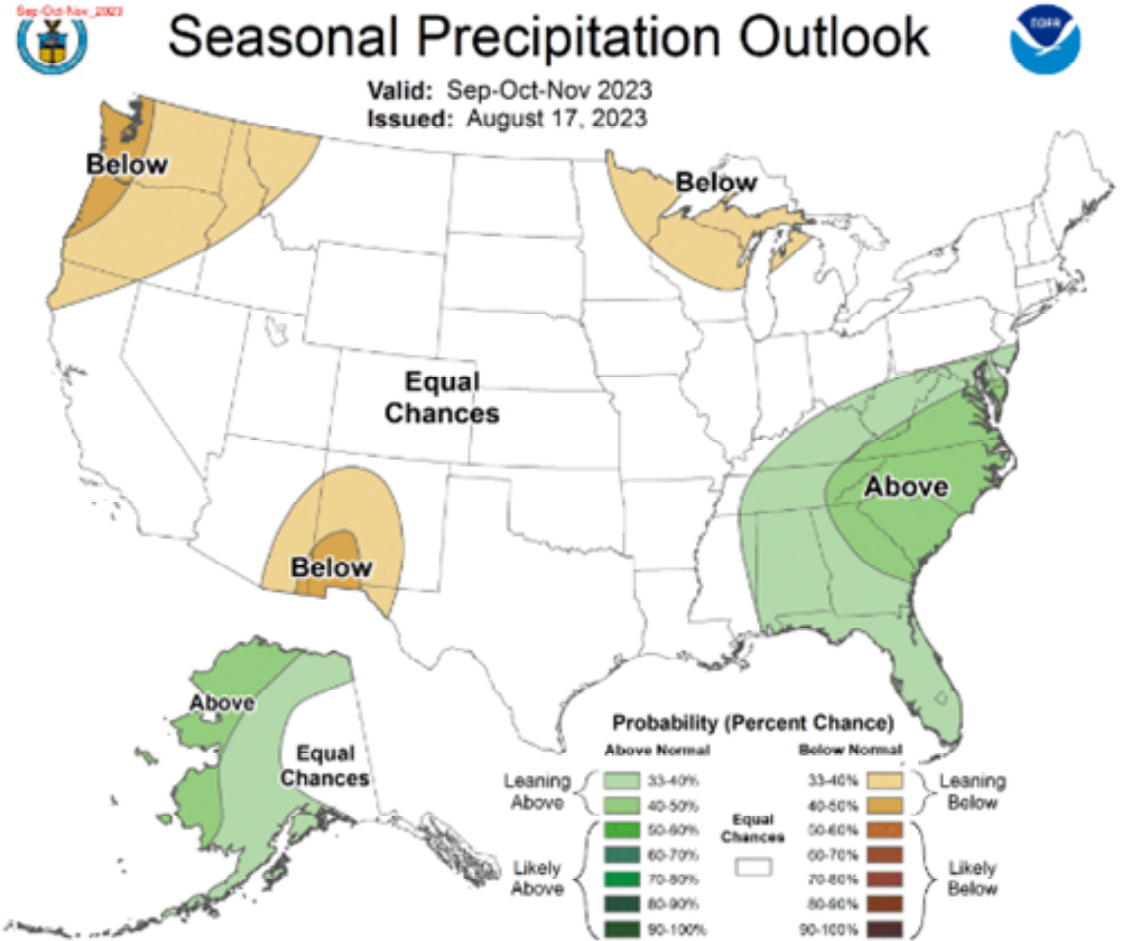 Sep-Oct-Nov_2023
Seasonal Precipitation Outlook
NOAA
Valid: Sep-Oct-Nov 2023
Issued: August 17, 2023
Below
Below
Equal
Chances
Above
Below
Above
Equal
Chances
Probability (Percent Chance)
Above Normal
Below Normal
Leaning
Above
33-40%
40-50%
50-60%
60-70%
70-80%
80-90%
90-100%
Likely
Above
Equal
Chances
33-40%
40-50%
50-60%
60-70%
70-80%
80-90%
90-100%
Leaning
Below
Likely
Below